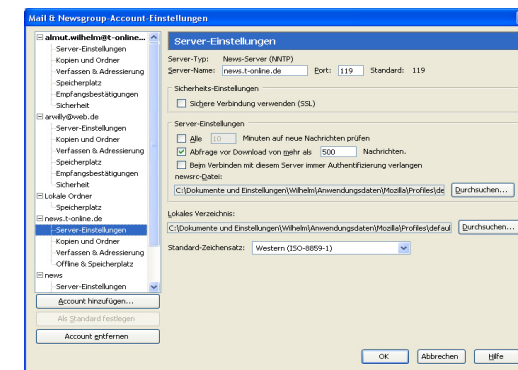 Mail & Newsgroup-Account-Einstellungen
almut.wilhelm@t-online...
Server-Einstellungen
Kopien und Ordner
Verfassen & Adressierung
Speicherplatz
Empfangsbestätigungen
Sicherheit
arwilly@web.de
Server-Einstellungen
Kopien und Ordner
Verfassen & Adressierung
Speicherplatz
Empfangsbestätigungen
Sicherheit
Lokale Ordner
Speicherplatz
news.t-online.de
Server-Einstellungen
Kopien und Ordner
Verfassen & Adressierung
Offline & Speicherplatz
news
Server-Einstellungen
Account hinzufügen...
Als Standard festlegen
Account entfernen
Server-Einstellungen
Server-Typ: News-Server (NNTP)
Server-Name: news.t-online.de Port: 119 Standard: 119
Sicherheits-Einstellungen
Sichere Verbindung verwenden (SSL)
Server-Einstellungen
Alle 10 Minuten auf neue Nachrichten prüfen
Abfrage vor Download von mehr als 500 Nachrichten.
Beim Verbinden mit diesem Server immer Authentifizierung verlangen
newsrc-Datei:
C:\Dokumente und Einstellungen\Wilhelm\Anwendungsdaten\Mozilla\Profiles\de Durchsuchen...
Lokales Verzeichnis:
C:\Dokumente und Einstellungen\Wilhelm\Anwendungsdaten\Mozilla\Profiles\defaul Durchsuchen...
Standard-Zeichensatz: Western (ISO-8859-1)
OK Abbrechen Hilfe